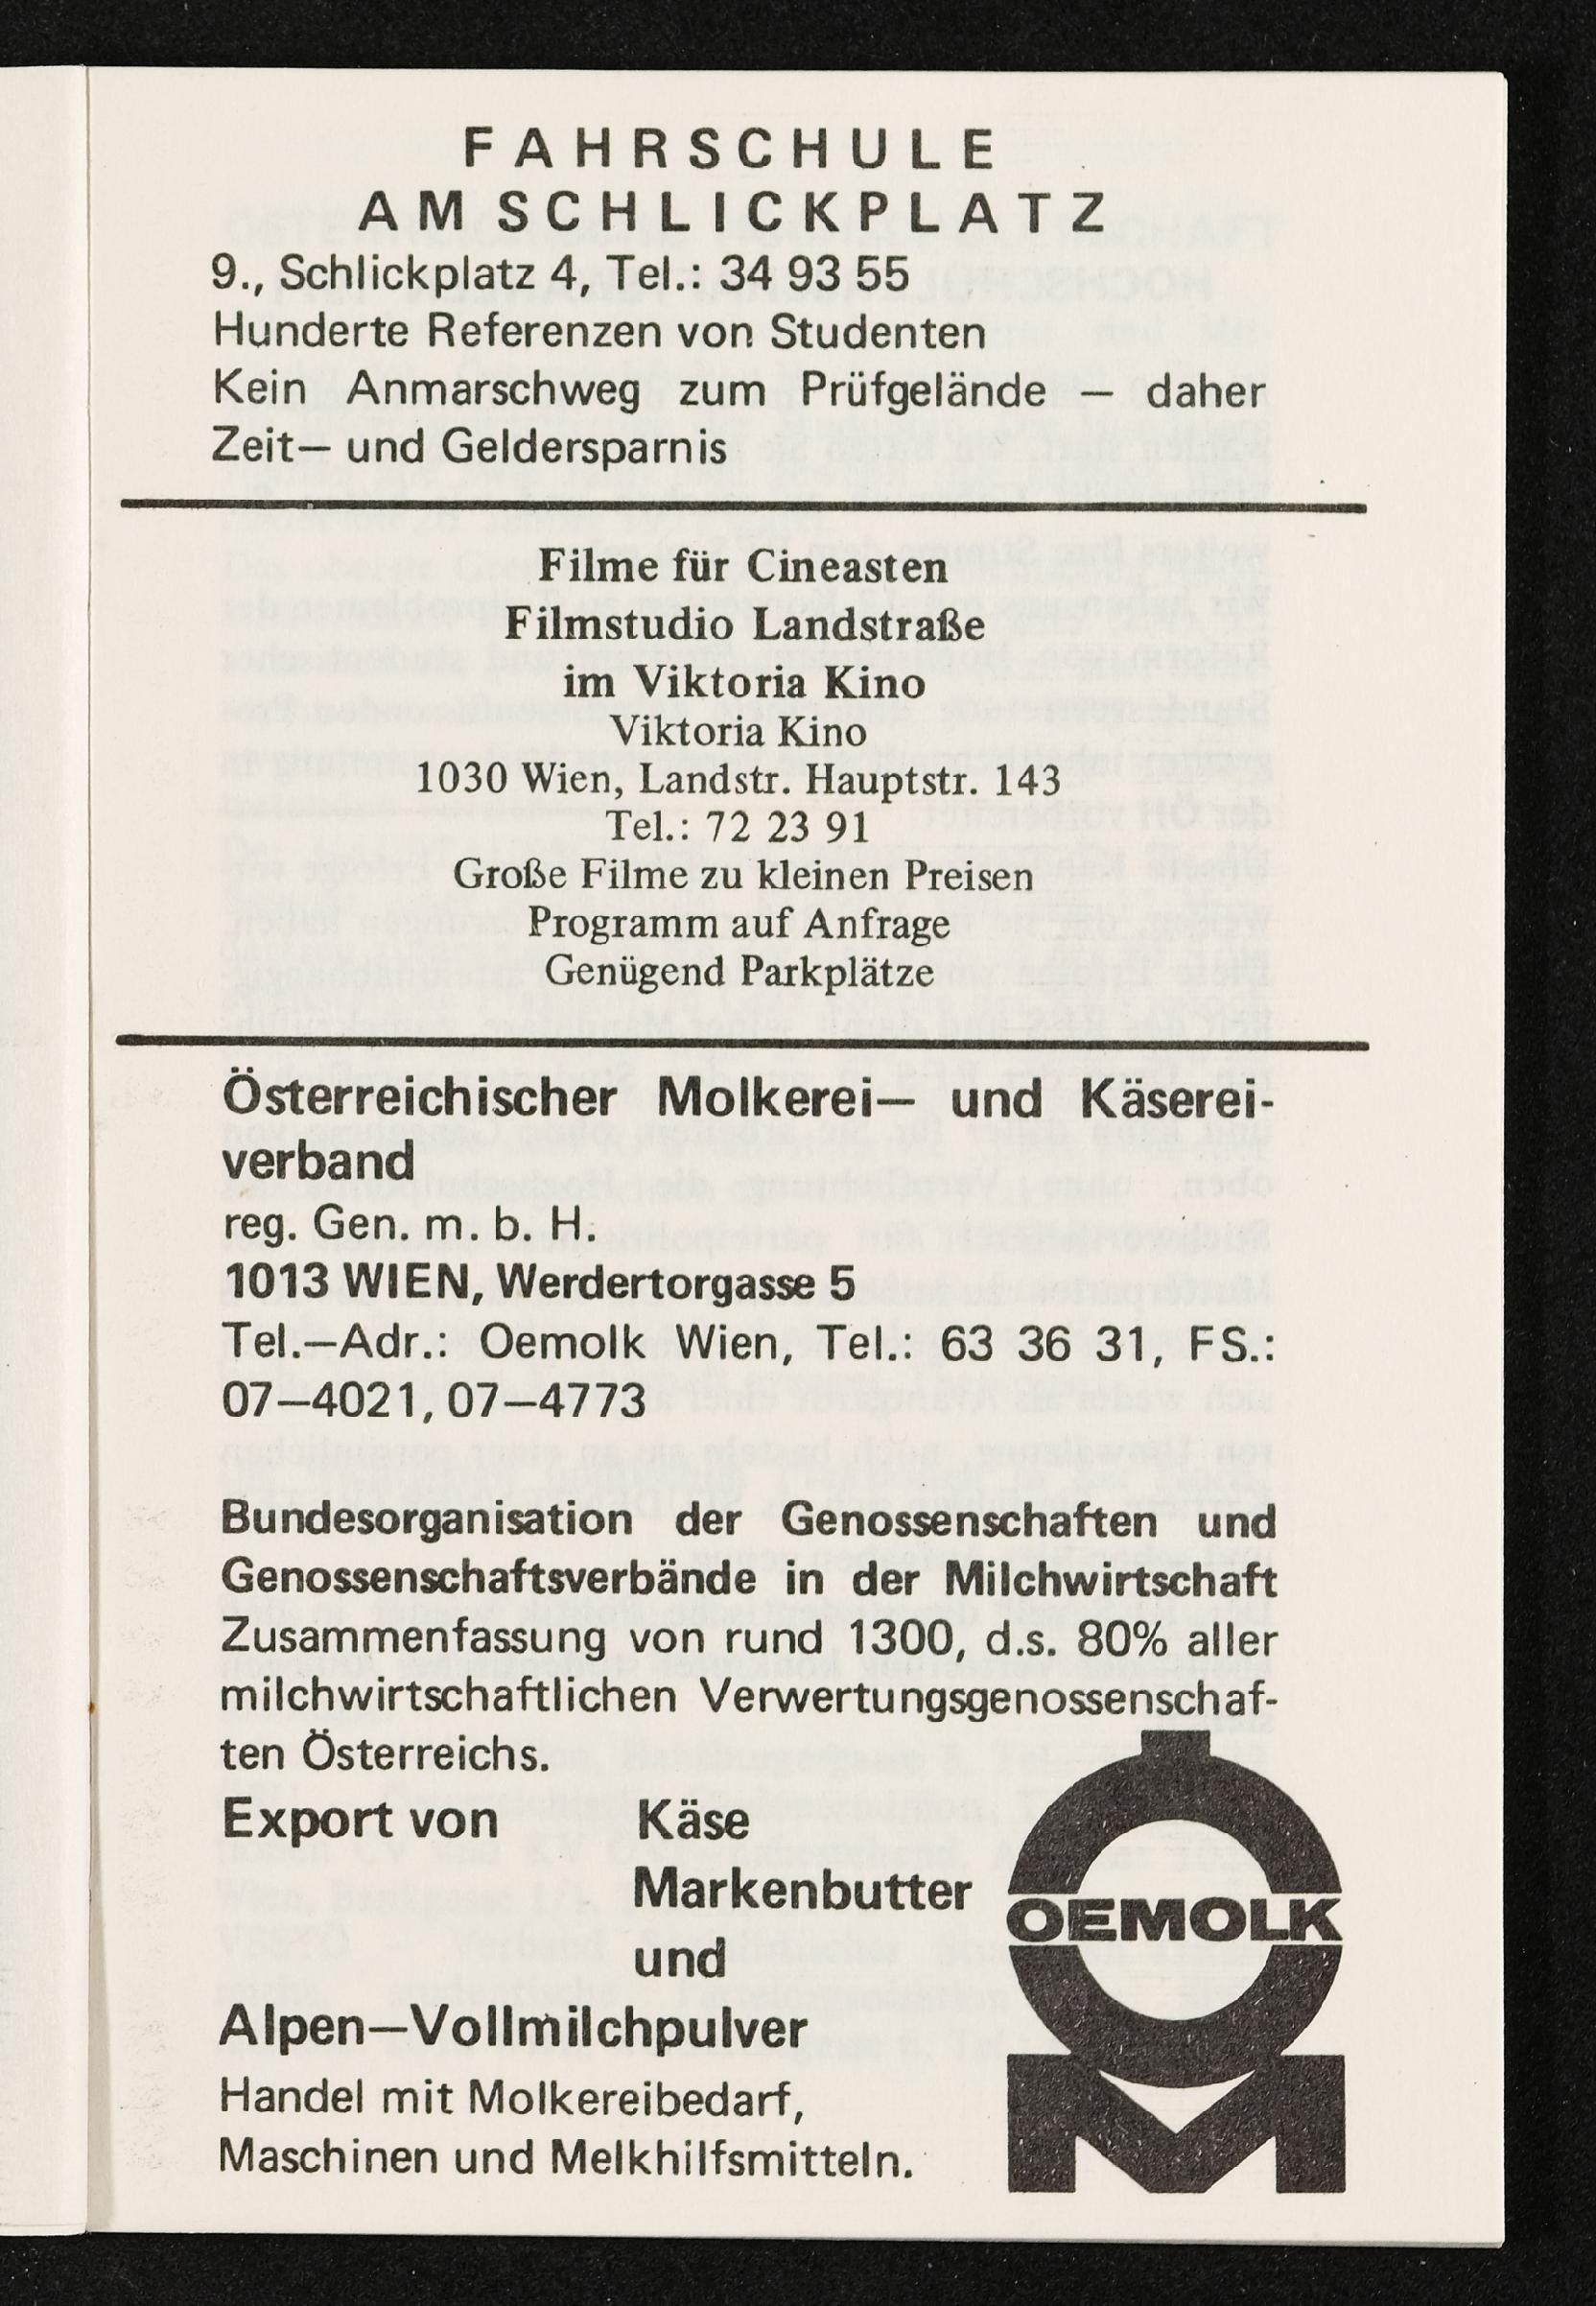 FAHRSCHULE
AM SCHLICKPLATZ
9., Schlickplatz 4, Tel.: 34 93 55
Hunderte Referenzen von Studenten
Kein Anmarschweg zum Prüfgelände — daher
Zeit— und Geldersparnis
Filme für Cineasten
Filmstudio Landstraße
im Viktoria Kino
Viktoria Kino
1030 Wien, Landstr. Hauptstr. 143
Tel.: 72 23 91
Große Filme zu kleinen Preisen
Programm auf Anfrage
Genügend Parkplätze
Österreichischer Molkerei— und Käserei-
verband
reg. Gen. m. b. H.
1013 WIEN, Werdertorgasse 5
Tel.—Adr.: Oemolk Wien, Tel.: 63 36 31, FS.:
07—4021, 07—4773
Bundesorganisation der Genossenschaften und
Genossenschaftsverbände in der Milchwirtschaft
Zusammenfassung von rund 1300, d.s. 80% aller
milchwirtschaftlichen Verwertungsgenossenschaf-
ten Österreichs.
Export von Käse
Markenbutter
und
Alpen—Vollmilchpulver
Handel mit Molkereibedarf,
Maschinen und Melkhilfsmitteln.
OEMOLK